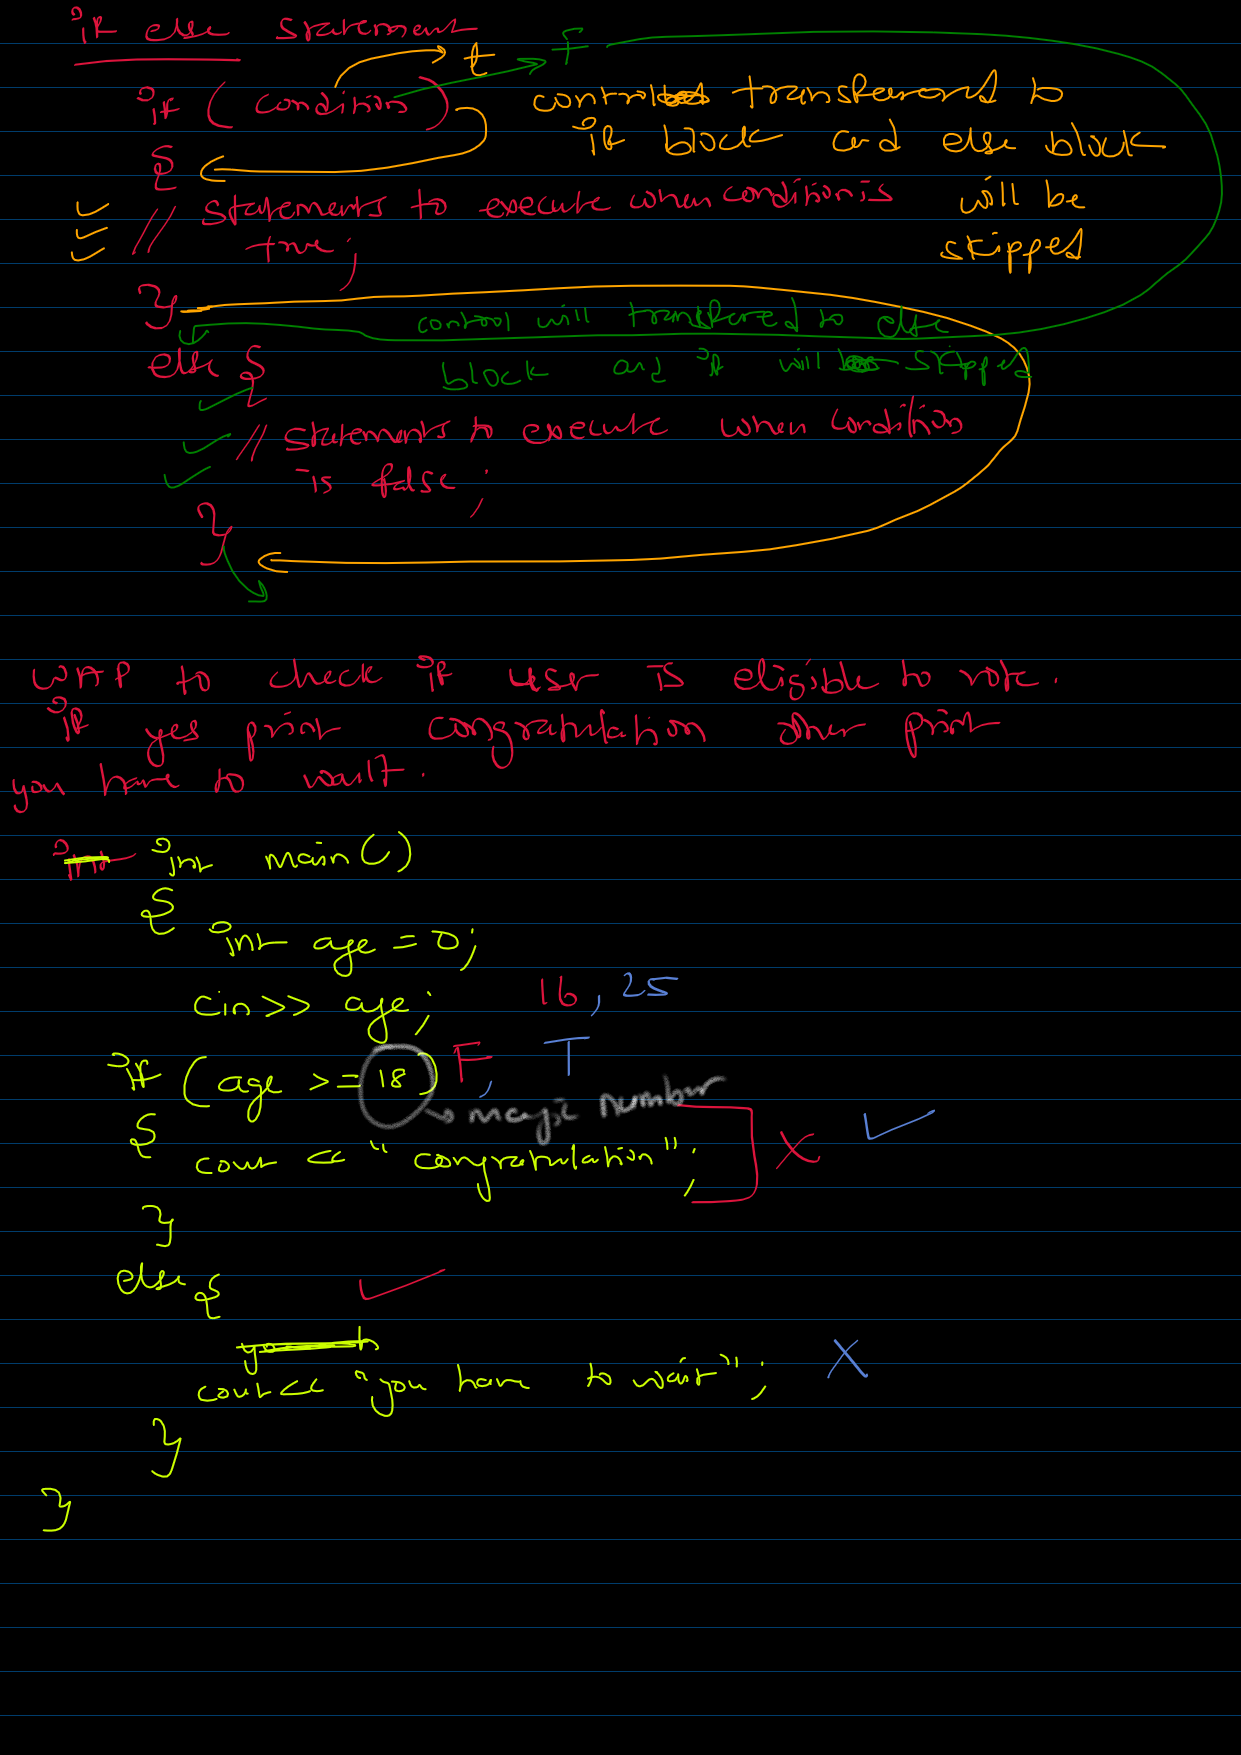 if else statement
t F
if ( condition )
control transferred to
if block and else block
will be
skipped
{
// statements to execute when condition is
true;
}
control will transfered to else
block and if will be skipped
else {
// statements to execute when condition
is false;
}
WAP to check if user is eligible to vote.
if yes print congratulation other print
you have to wait.
int main()
{
int age = 0;
cin>> age; 16, 25
if (age >= 18) F, T
magic number
{
cout << "congratulation"; X
}
else {
cout<< "you have to wait"; X
}
}